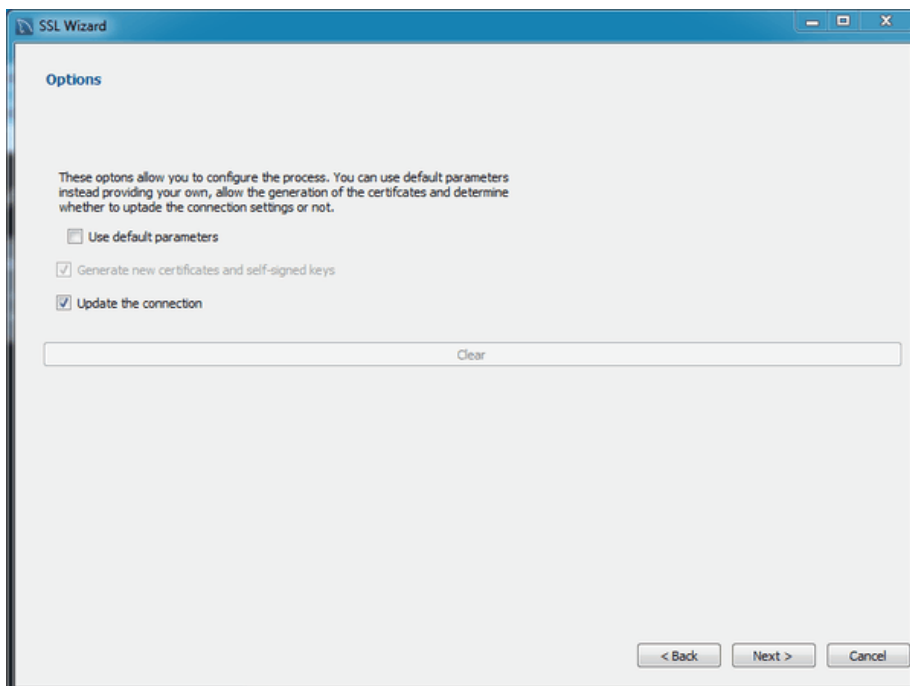 SSL Wizard
Options
These optons allow you to configure the process. You can use default parameters
instead providing your own, allow the generation of the certifcates and determine
whether to uptade the connection settings or not.
Use default parameters
Generate new certificates and self-signed keys
Update the connection
Clear
< Back Next > Cancel